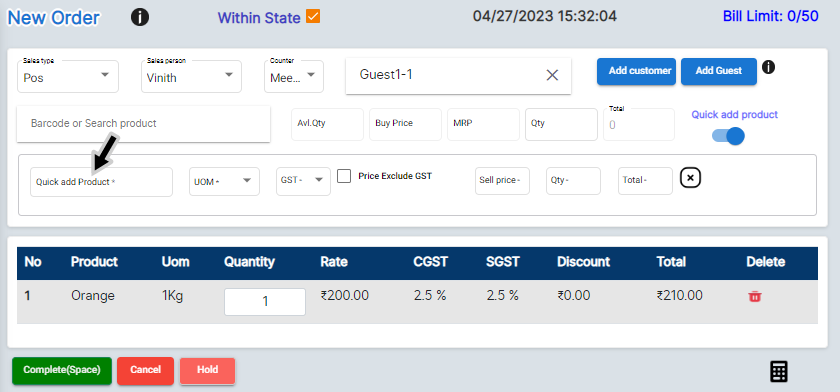 New Order i Within State 04/27/2023 15:32:04 Bill Limit: 0/50
Sales type Sales person Counter
Pos Vinith Mee... Guest1-1 Add customer Add Guest i
Barcode or Search product Avl.Qty Buy Price MRP Qty Total 0 Quick add product
Quick add Product * UOM * GST * Price Exclude GST Sell price * Qty * Total *
No Product Uom Quantity Rate CGST SGST Discount Total Delete
1 Orange 1Kg 1 ₹200.00 2.5 % 2.5 % ₹0.00 ₹210.00
Complete(Space) Cancel Hold